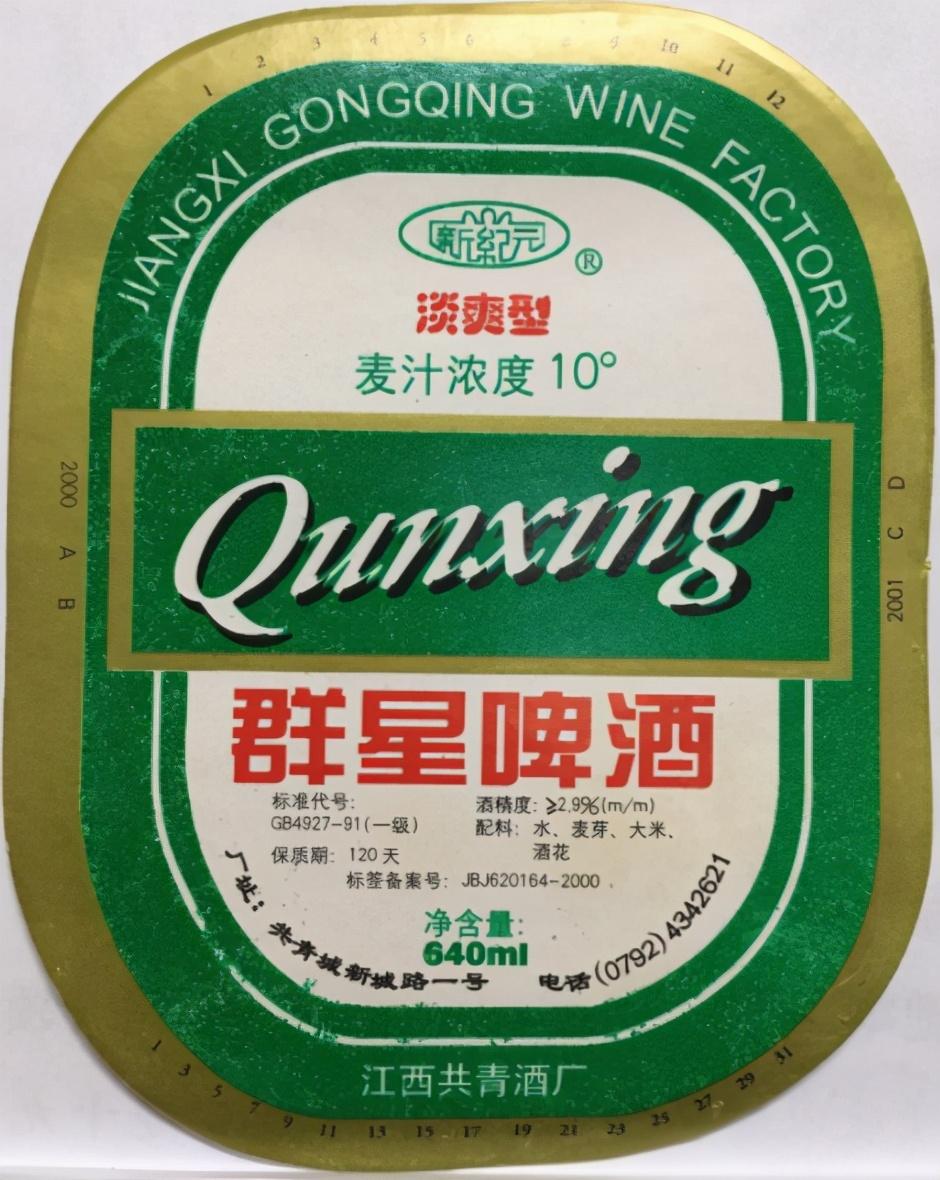 1 2 3 4 5 6 8 9 10 11 12
JIANGXI GONGQING WINE FACTORY
新纪元
®
淡爽型
麦汁浓度 10°
2000 A B
D C 2001
Qunxing
群星啤酒
标准代号:
GB4927-91(一级)
酒精度: ≥2.9%(m/m)
配料: 水、麦芽、大米、
酒花
保质期: 120天
标签备案号: JBJ620164-2000
净含量:
640ml
厂址: 共青城新城路一号 电话(0792)4342621
江西共青酒厂
1 3 5 7 9 11 13 15 17 19 21 23 25 27 29 31